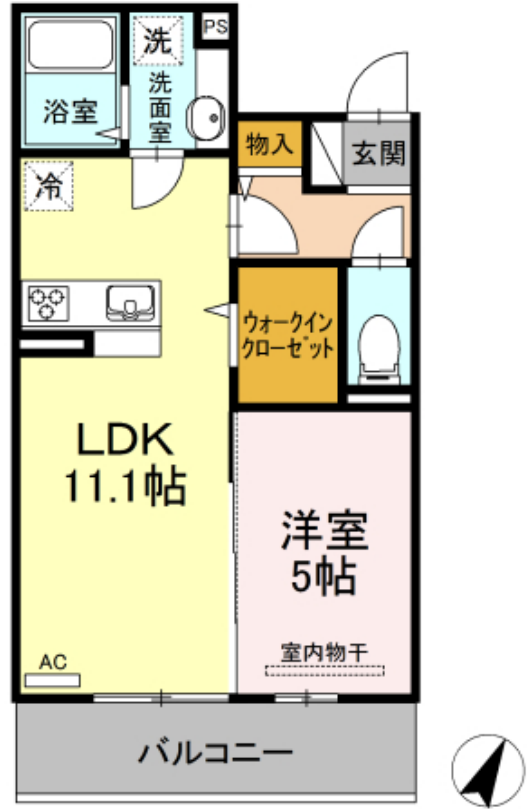 洗
PS
浴室
洗
面
室
物入
玄関
冷
ウォークイン
クローゼット
LDK
11.1帖
洋室
5帖
室内物干
AC
バルコニー